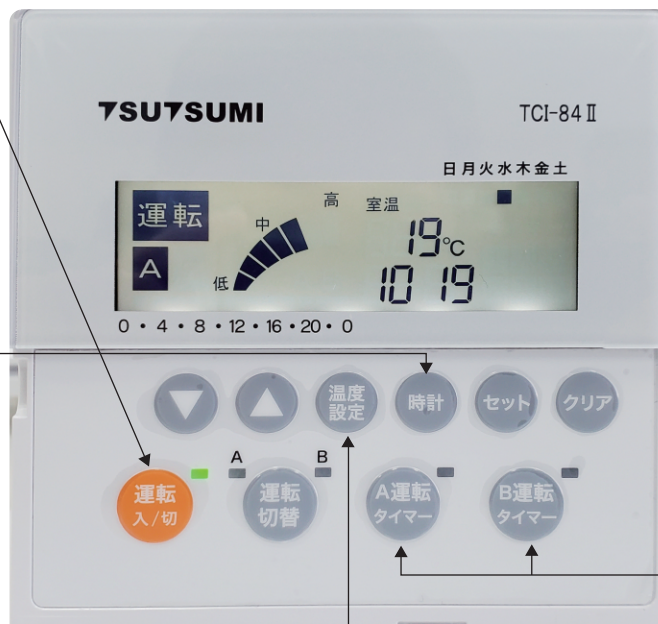 TSUTSUMI
TCI-84Ⅱ
日月火水木金土
運転
高
室温
中
19℃
A
低
10 19
0・4・8・12・16・20・0
温度
設定
時計
セット
クリア
A
B
運転
入/切
運転
切替
A運転
タイマー
B運転
タイマー